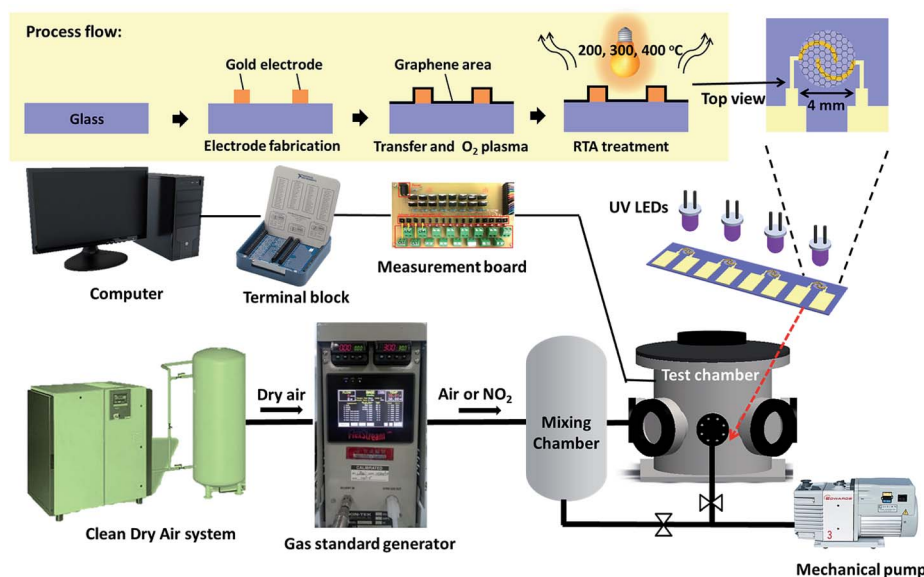 Process flow:
200, 300, 400 °C
Gold electrode
Graphene area
Glass
Top view
4 mm
Electrode fabrication
Transfer and O₂ plasma
RTA treatment
UV LEDs
Computer
Terminal block
Measurement board
Dry air
Air or NO₂
Mixing
Chamber
Test chamber
Clean Dry Air system
Gas standard generator
EDWARDS
3
Mechanical pump